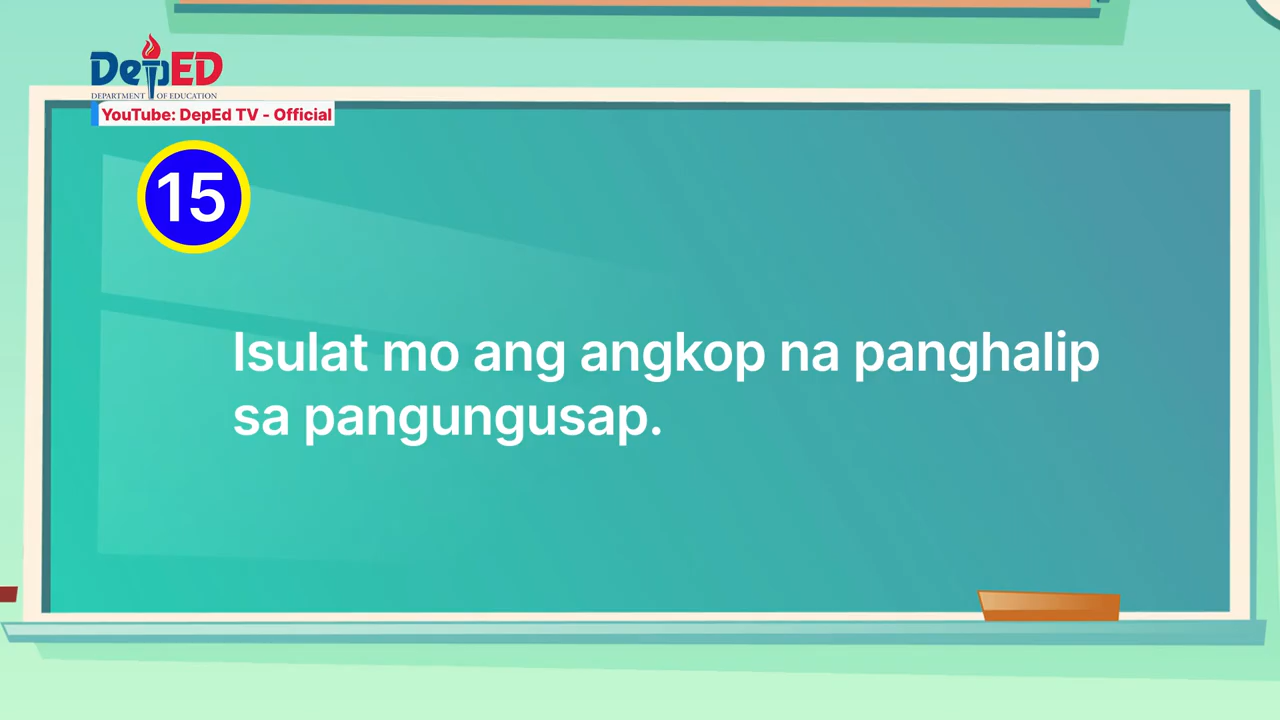 DepED
DEPARTMENT OF EDUCATION
YouTube: DepEd TV - Official
15
Isulat mo ang angkop na panghalip
sa pangungusap.